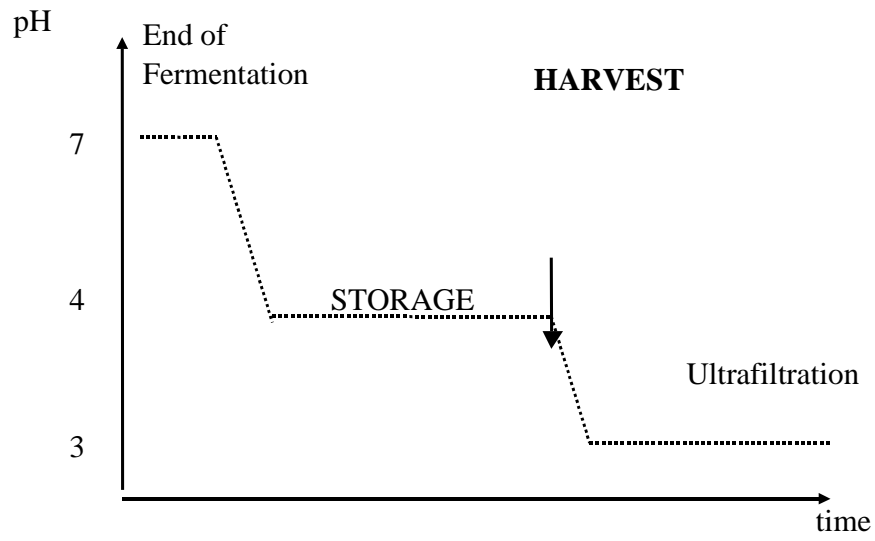 pH
End of
Fermentation
HARVEST
7
4
STORAGE
Ultrafiltration
3
time